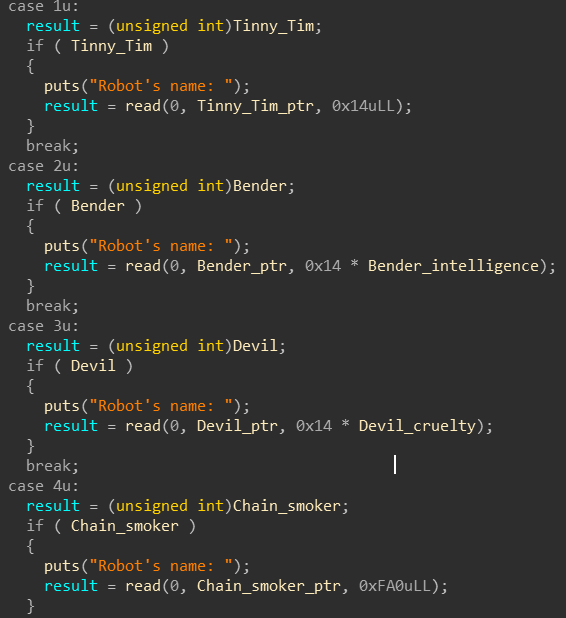 case 1u:
result = (unsigned int)Tinny_Tim;
if ( Tinny_Tim )
{
puts("Robot's name: ");
result = read(0, Tinny_Tim_ptr, 0x14uLL);
}
break;
case 2u:
result = (unsigned int)Bender;
if ( Bender )
{
puts("Robot's name: ");
result = read(0, Bender_ptr, 0x14 * Bender_intelligence);
}
break;
case 3u:
result = (unsigned int)Devil;
if ( Devil )
{
puts("Robot's name: ");
result = read(0, Devil_ptr, 0x14 * Devil_cruelty);
}
break;
case 4u:
result = (unsigned int)Chain_smoker;
if ( Chain_smoker )
{
puts("Robot's name: ");
result = read(0, Chain_smoker_ptr, 0xFA0uLL);
}